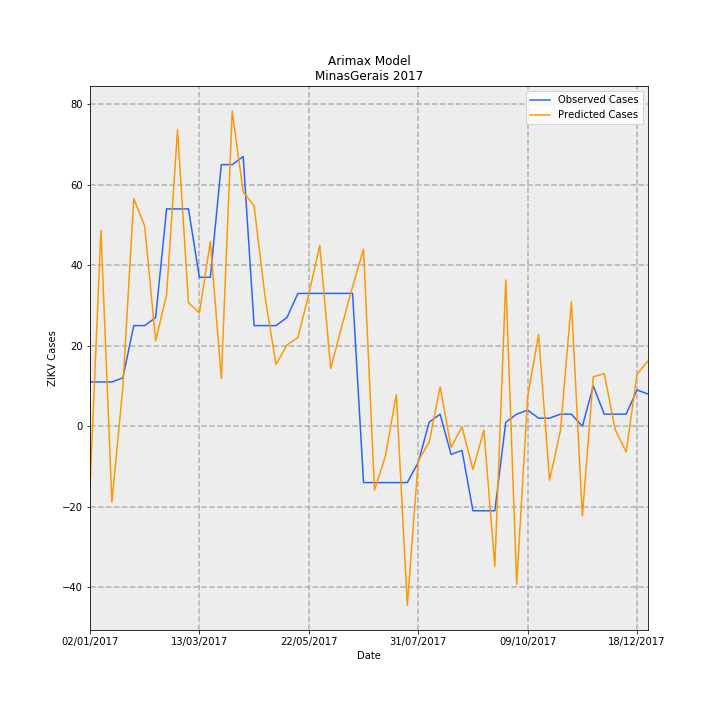 Arimax Model
MinasGerais 2017
Observed Cases
Predicted Cases
80
60
40
20
0
−20
−40
ZIKV Cases
02/01/2017 13/03/2017 22/05/2017 31/07/2017 09/10/2017 18/12/2017
Date